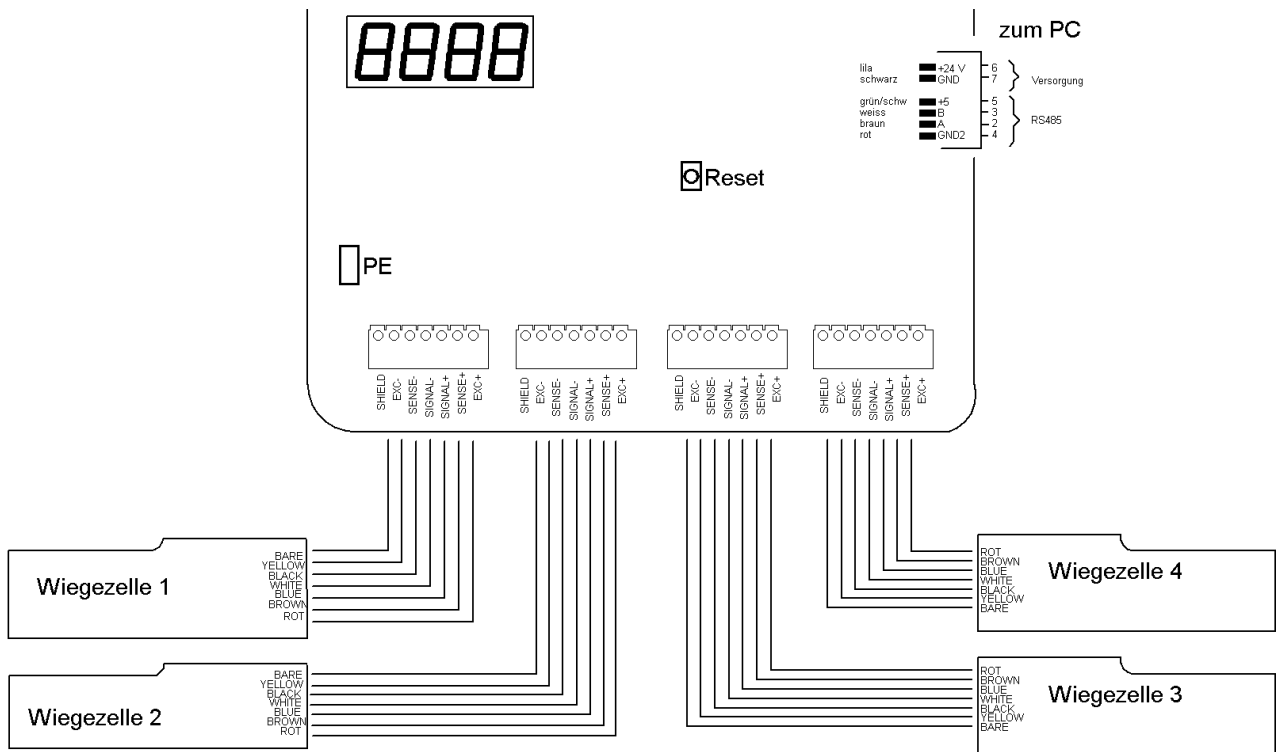 8888
zum PC
lila +24 V 6
schwarz GND 7
Versorgung
grün/schw +5 5
weiss B 3
braun A 2
rot GND2 4
RS485
Reset
PE
SHIELD EXC- SENSE- SIGNAL- SIGNAL+ SENSE+ EXC+
SHIELD EXC- SENSE- SIGNAL- SIGNAL+ SENSE+ EXC+
SHIELD EXC- SENSE- SIGNAL- SIGNAL+ SENSE+ EXC+
SHIELD EXC- SENSE- SIGNAL- SIGNAL+ SENSE+ EXC+
Wiegezelle 1
BARE
YELLOW
BLACK
WHITE
BLUE
BROWN
ROT
Wiegezelle 4
ROT
BROWN
BLUE
WHITE
BLACK
YELLOW
BARE
Wiegezelle 2
BARE
YELLOW
BLACK
WHITE
BLUE
BROWN
ROT
Wiegezelle 3
ROT
BROWN
BLUE
WHITE
BLACK
YELLOW
BARE